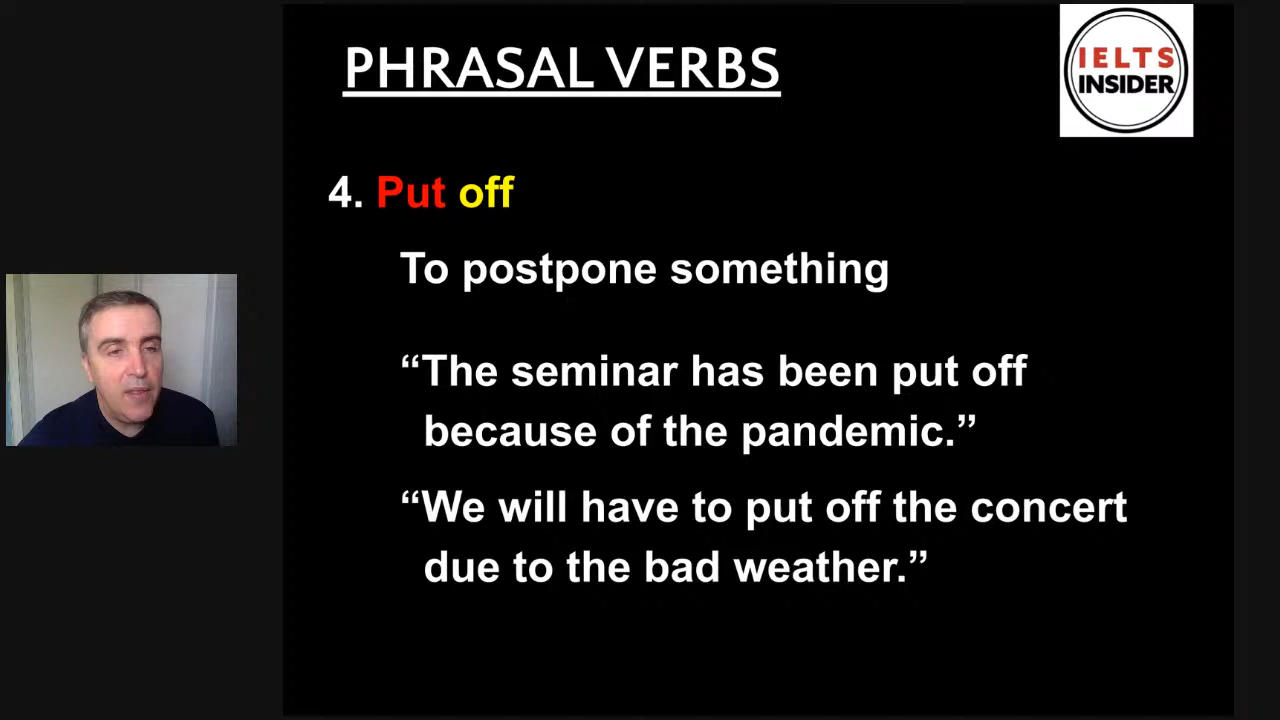 PHRASAL VERBS
IELTS
INSIDER
4. Put off
To postpone something
“The seminar has been put off
because of the pandemic.”
“We will have to put off the concert
due to the bad weather.”